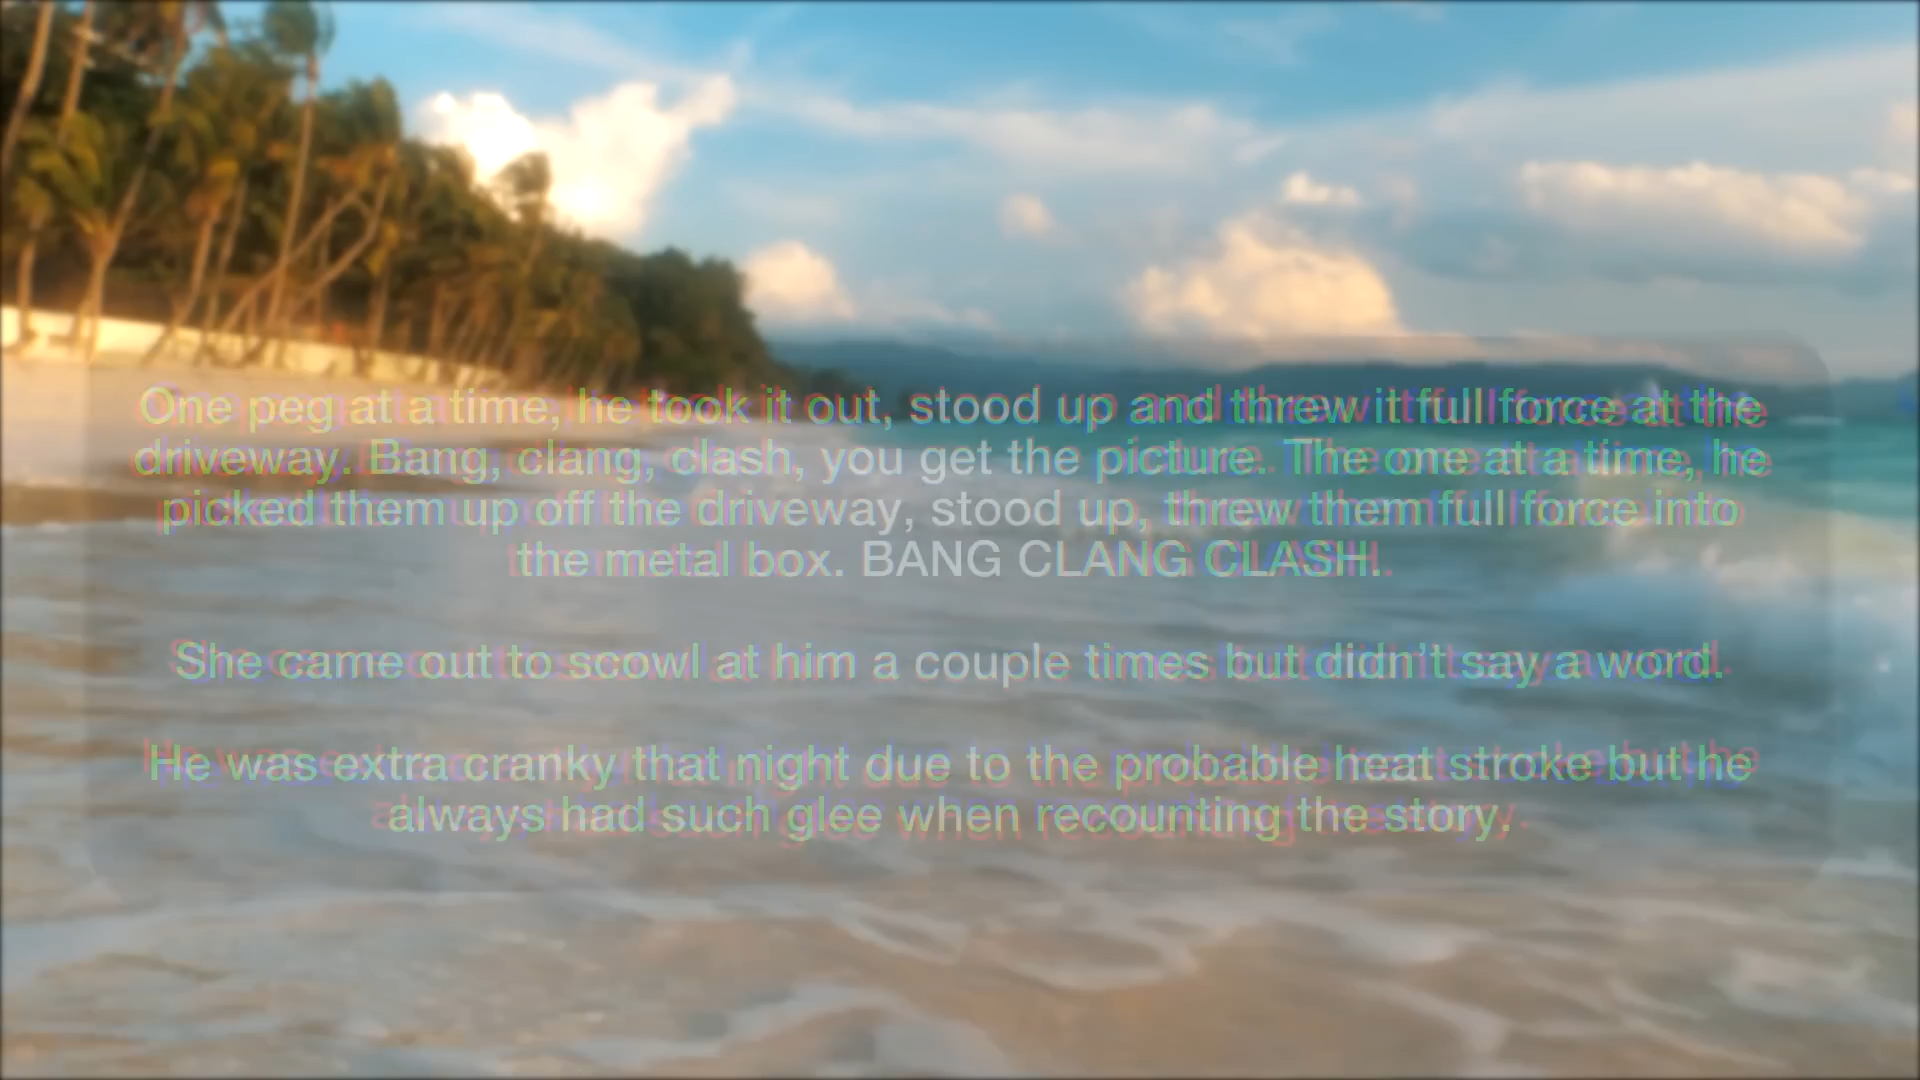 One peg at a time, he took it out, stood up and threw it full force at the
driveway. Bang, clang, clash, you get the picture. The one at a time, he
picked them up off the driveway, stood up, threw them full force into
the metal box. BANG CLANG CLASH.
She came out to scowl at him a couple times but didn’t say a word.
He was extra cranky that night due to the probable heat stroke but he
always had such glee when recounting the story.